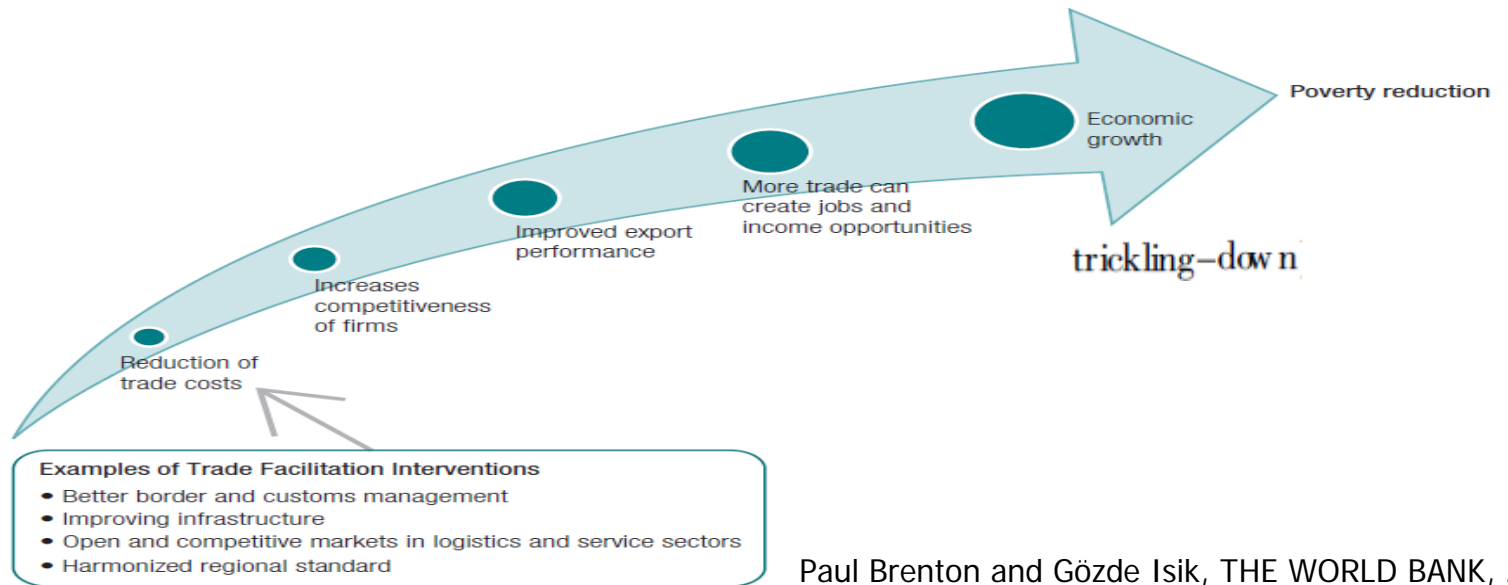 Poverty reduction
Economic
growth
More trade can
create jobs and
income opportunities
trickling-down
Improved export
performance
Increases
competitiveness
of firms
Reduction of
trade costs
Examples of Trade Facilitation Interventions
• Better border and customs management
• Improving infrastructure
• Open and competitive markets in logistics and service sectors
• Harmonized regional standard
Paul Brenton and Gözde Isik, THE WORLD BANK,